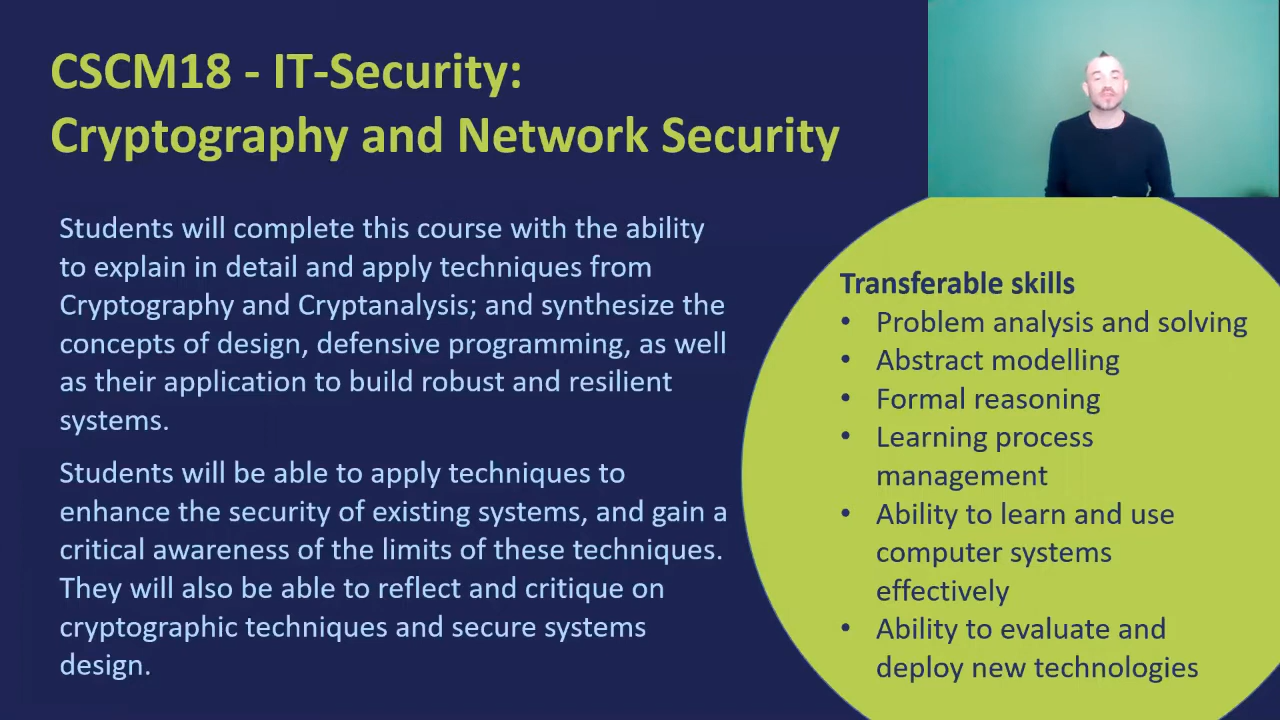 CSCM18 - IT-Security:
Cryptography and Network Security
Students will complete this course with the ability
to explain in detail and apply techniques from
Cryptography and Cryptanalysis; and synthesize the
concepts of design, defensive programming, as well
as their application to build robust and resilient
systems.
Students will be able to apply techniques to
enhance the security of existing systems, and gain a
critical awareness of the limits of these techniques.
They will also be able to reflect and critique on
cryptographic techniques and secure systems
design.
Transferable skills
• Problem analysis and solving
• Abstract modelling
• Formal reasoning
• Learning process
management
• Ability to learn and use
computer systems
effectively
• Ability to evaluate and
deploy new technologies